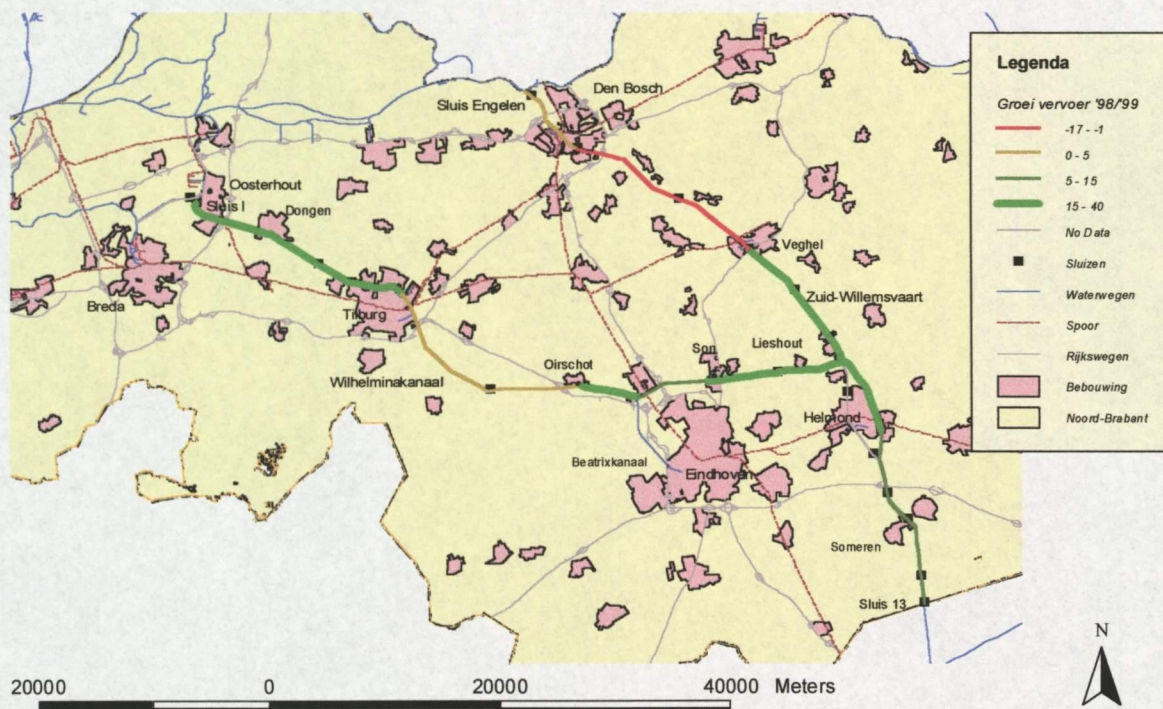 Sluis Engelen
Den Bosch
Oosterhout
Sluis I
Dongen
Breda
Tilburg
Veghel
Zuid-Willemsvaart
Wilhelminakanaal
Oirschot
Son
Lieshout
Helmond
Beatrixkanaal
Eindhoven
Someren
Sluis 13
Legenda
Groei vervoer '98/'99
-17 - -1
0 - 5
5 - 15
15 - 40
No Data
Sluizen
Waterwegen
Spoor
Rijkswegen
Bebouwing
Noord-Brabant
N
20000 0 20000 40000 Meters